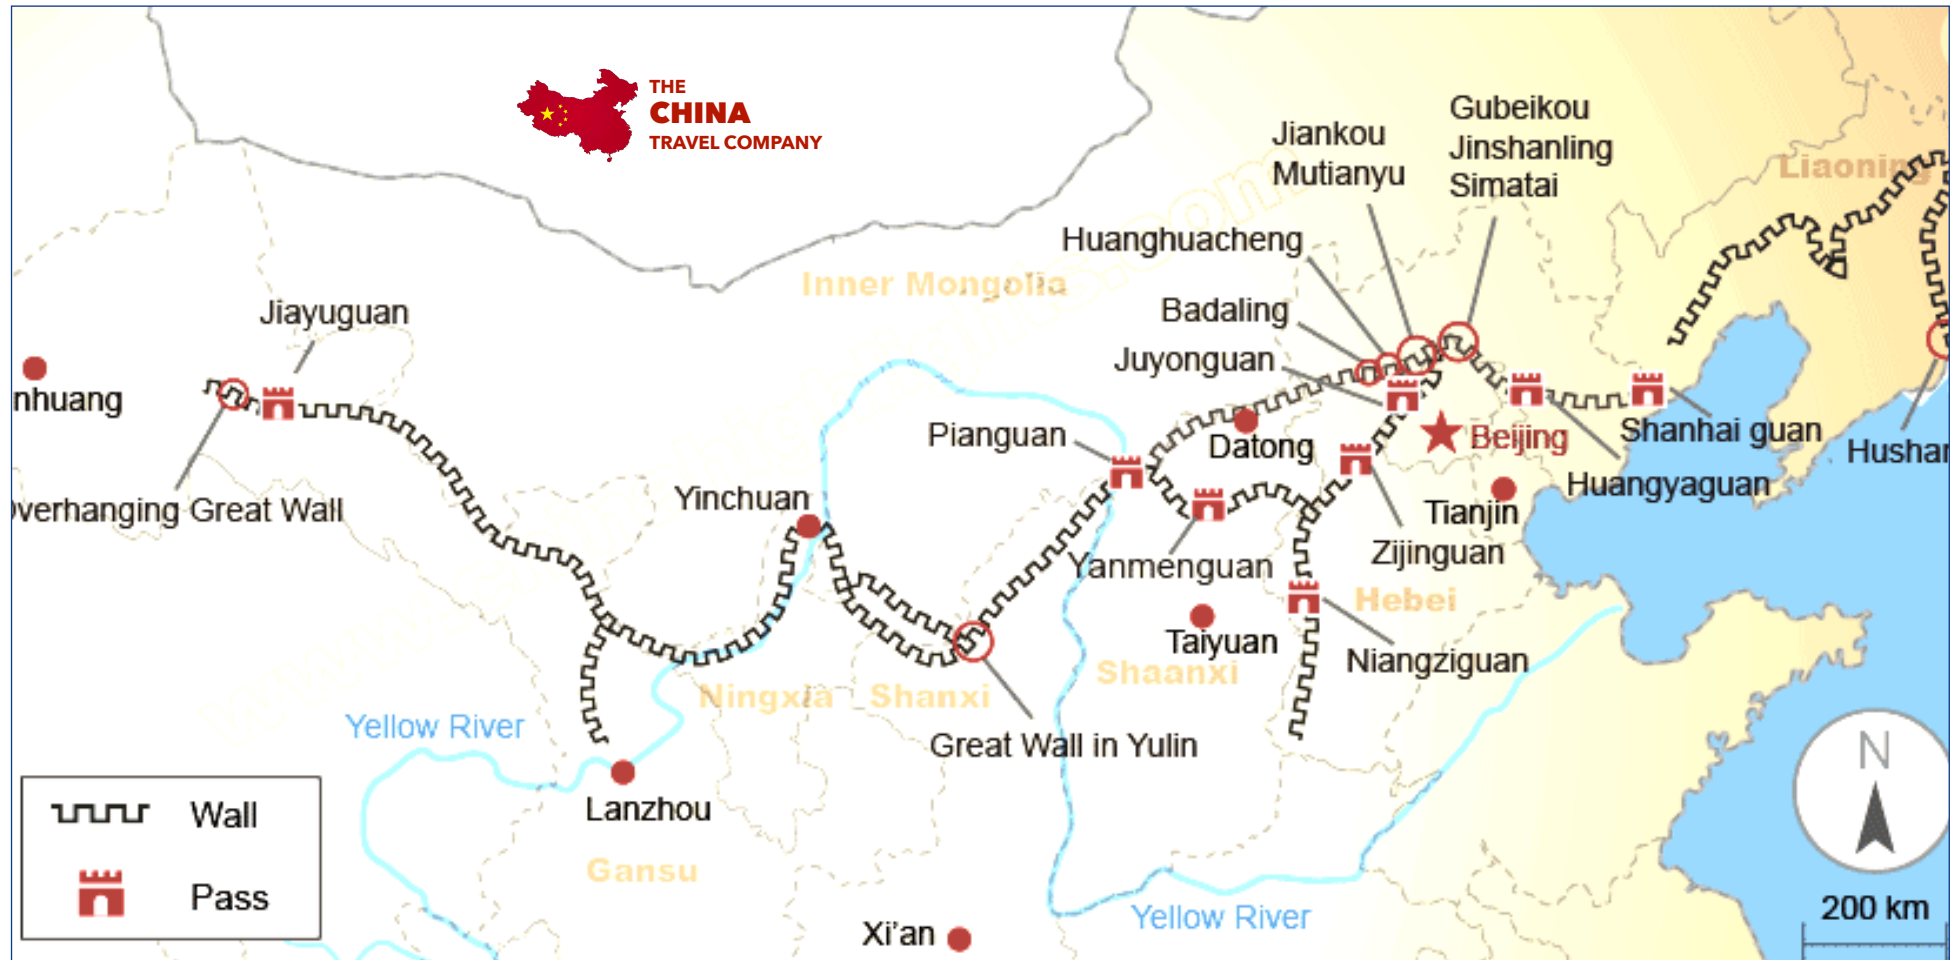 THE
CHINA
TRAVEL COMPANY
Gubeikou
Jinshanling
Simatai
Jiankou
Mutianyu
Liaoning
Huanghuacheng
Inner Mongolia
Badaling
Jiayuguan
Juyonguan
nhuang
Pianguan
Datong
Beijing
Shanhai guan
Hushan
Yinchuan
Huangyaguan
verhanging Great Wall
Tianjin
Zijinguan
Yanmenguan
Hebei
Taiyuan
Niangziguan
Shaanxi
Ningxia
Shanxi
Yellow River
Great Wall in Yulin
N
Wall
Lanzhou
Gansu
Pass
200 km
Yellow River
Xi'an